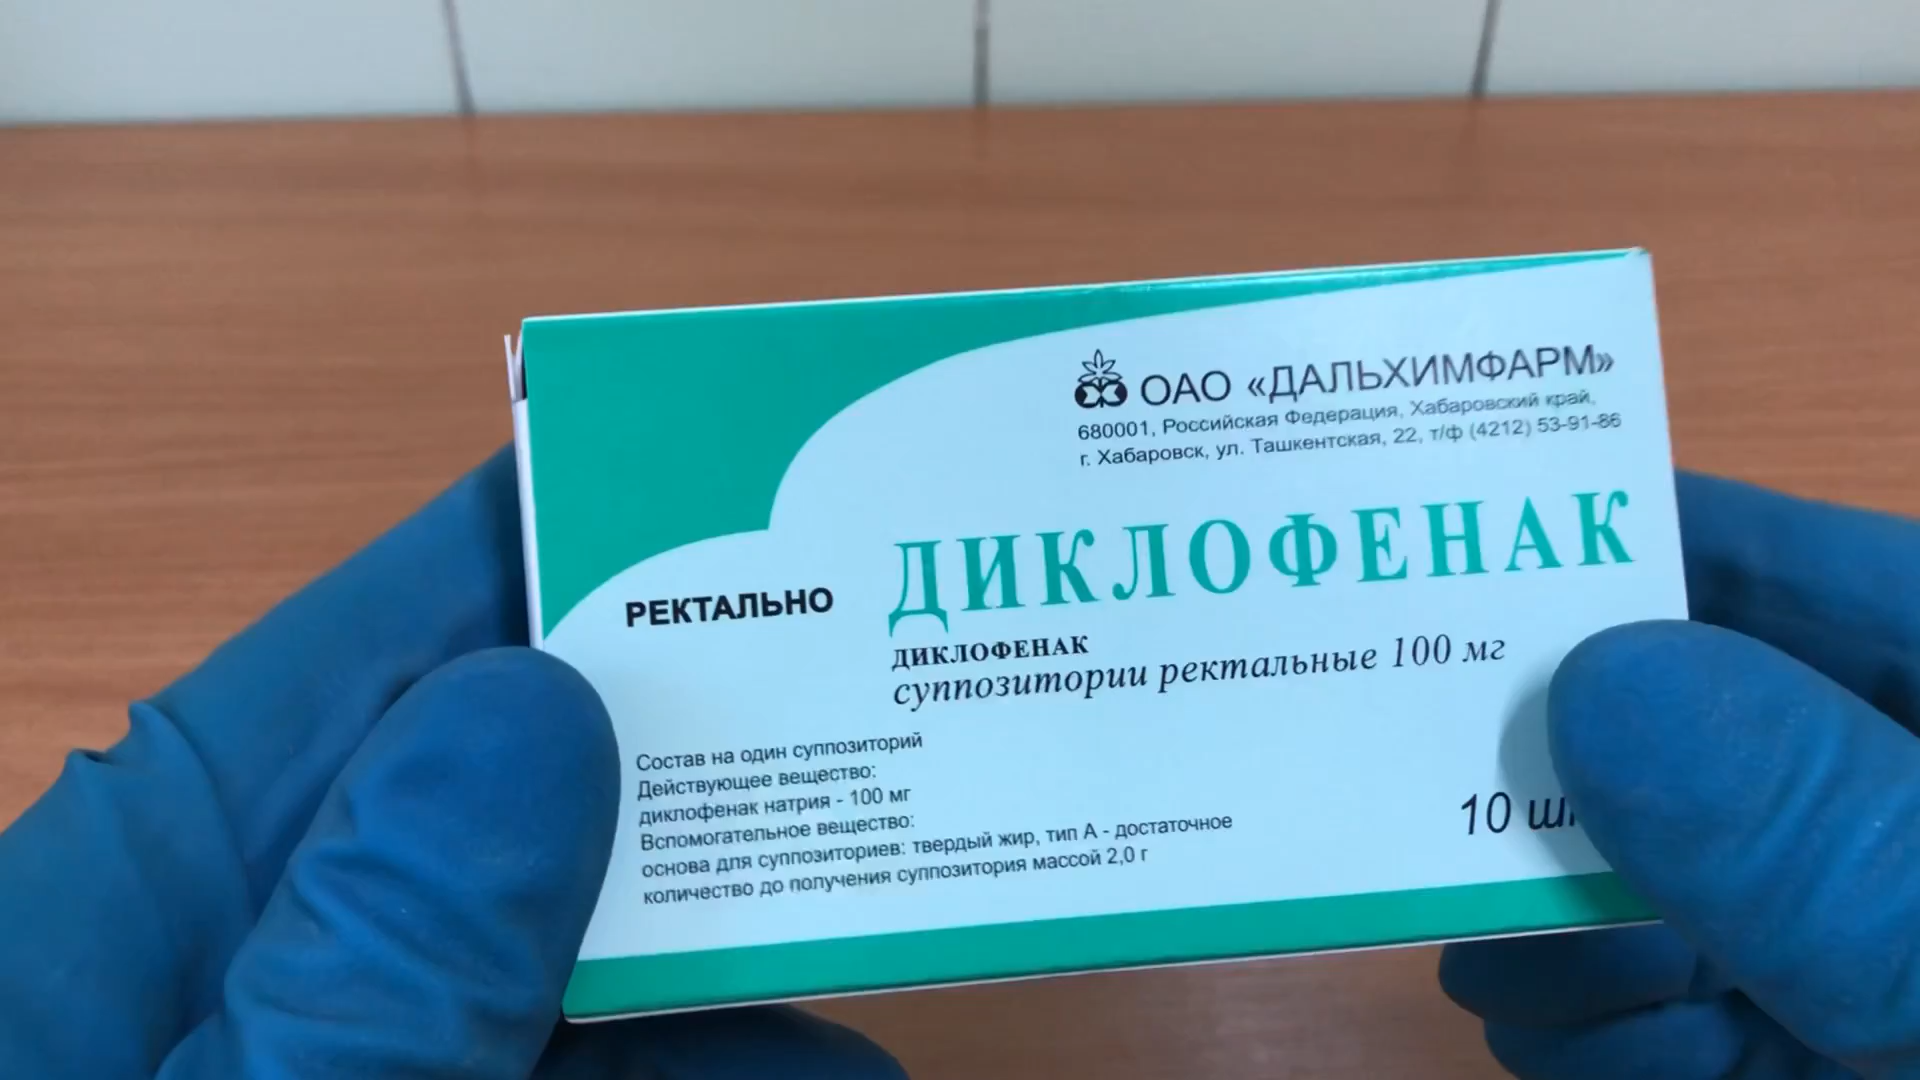 ОАО «ДАЛЬХИМФАРМ»
680001, Российская Федерация, Хабаровский край,
г. Хабаровск, ул. Ташкентская, 22, т/ф (4212) 53-91-86
ДИКЛОФЕНАК
РЕКТАЛЬНО
ДИКЛОФЕНАК
суппозитории ректальные 100 мг
Состав на один суппозиторий
Действующее вещество:
диклофенак натрия - 100 мг
Вспомогательное вещество:
основа для суппозиториев: твердый жир, тип А - достаточное
количество до получения суппозитория массой 2,0 г
10